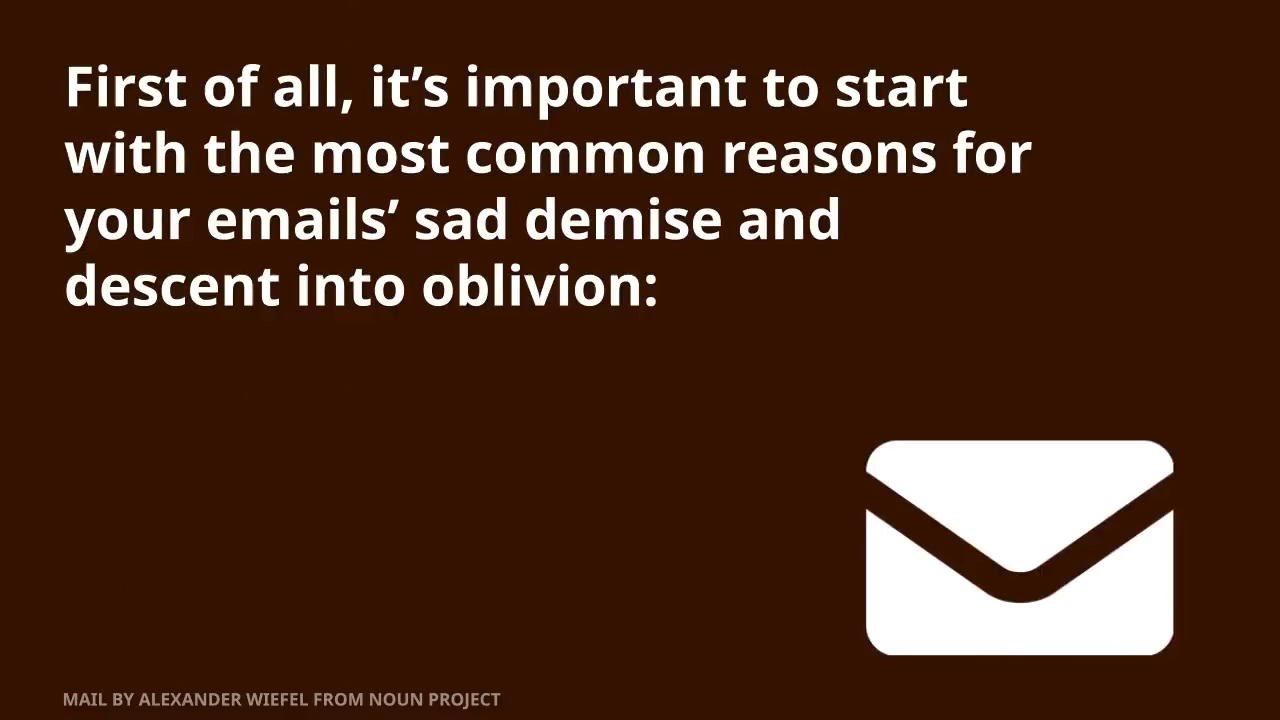 First of all, it’s important to start
with the most common reasons for
your emails’ sad demise and
descent into oblivion:
MAIL BY ALEXANDER WIEFEL FROM NOUN PROJECT